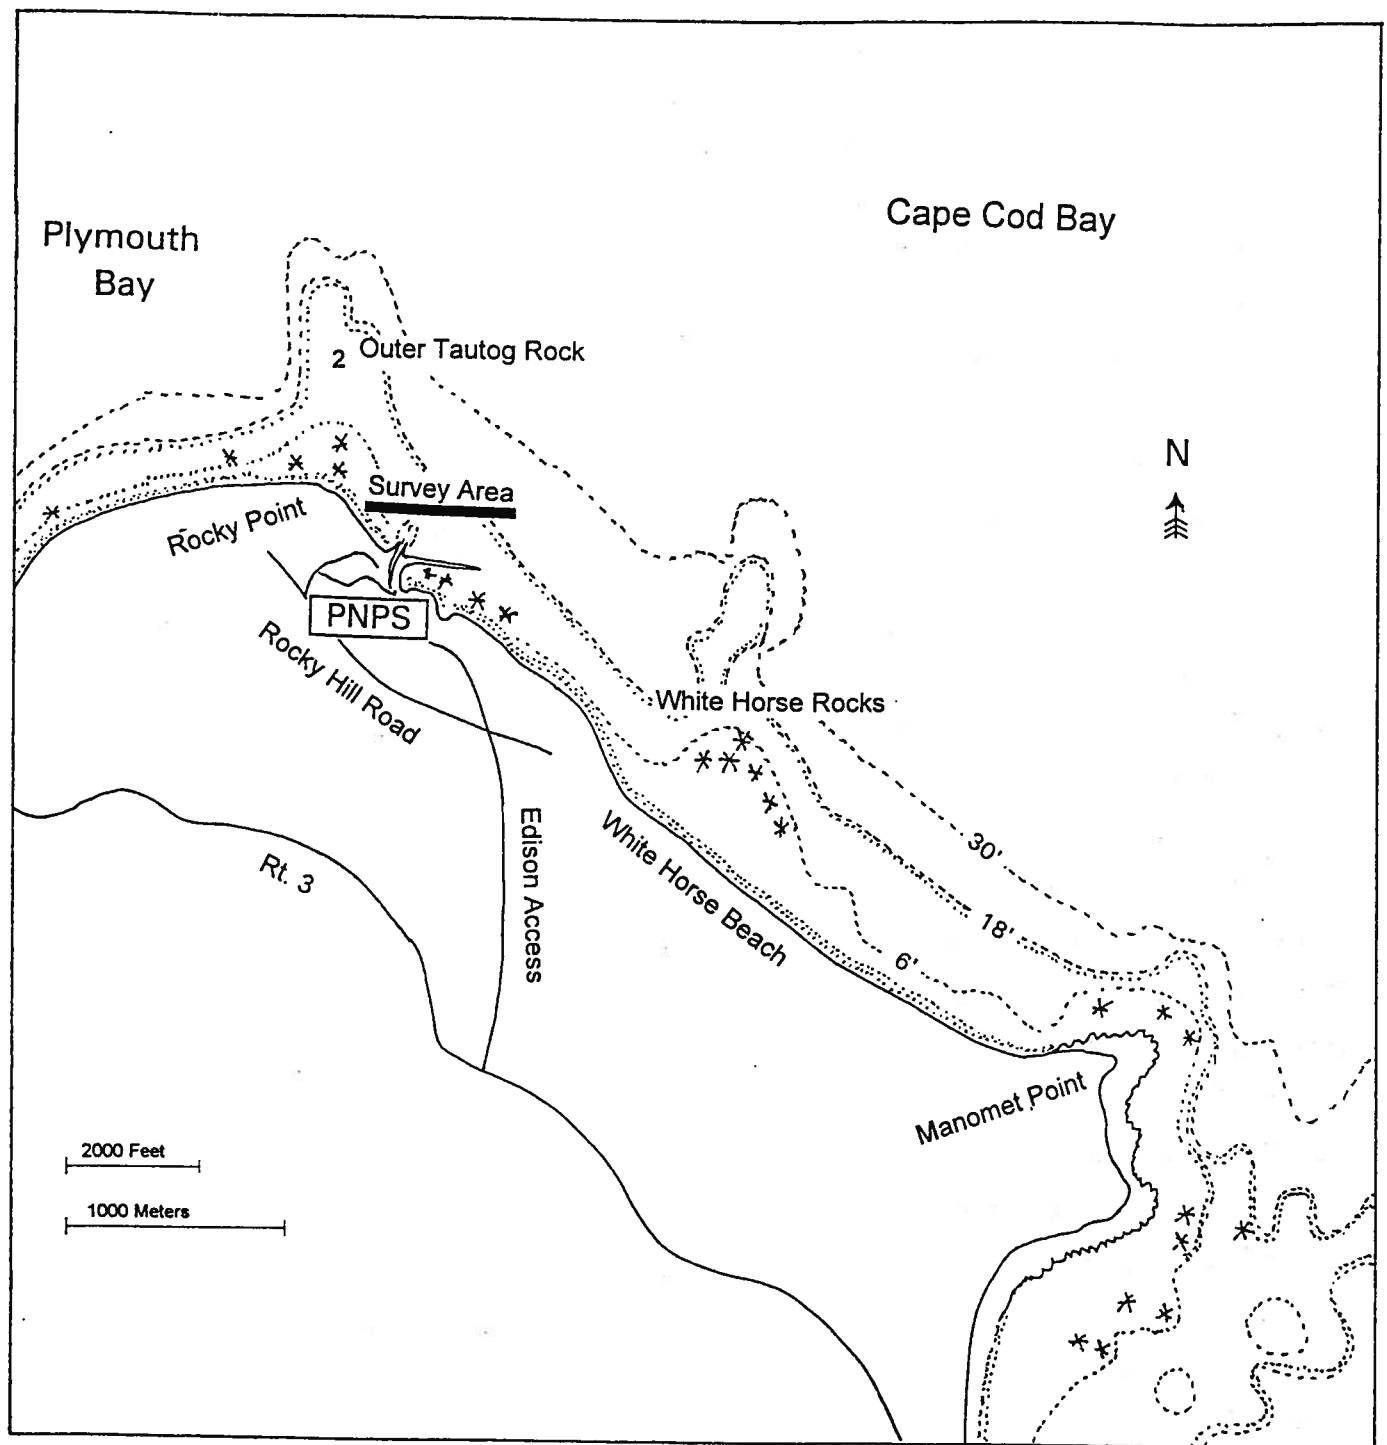 Cape Cod Bay
Plymouth
Bay
2 Outer Tautog Rock
N
Survey Area
Rocky Point
PNPS
Rocky Hill Road
White Horse Rocks
Edison Access
White Horse Beach
30'
Rt. 3
18'
6'
Manomet Point
2000 Feet
1000 Meters